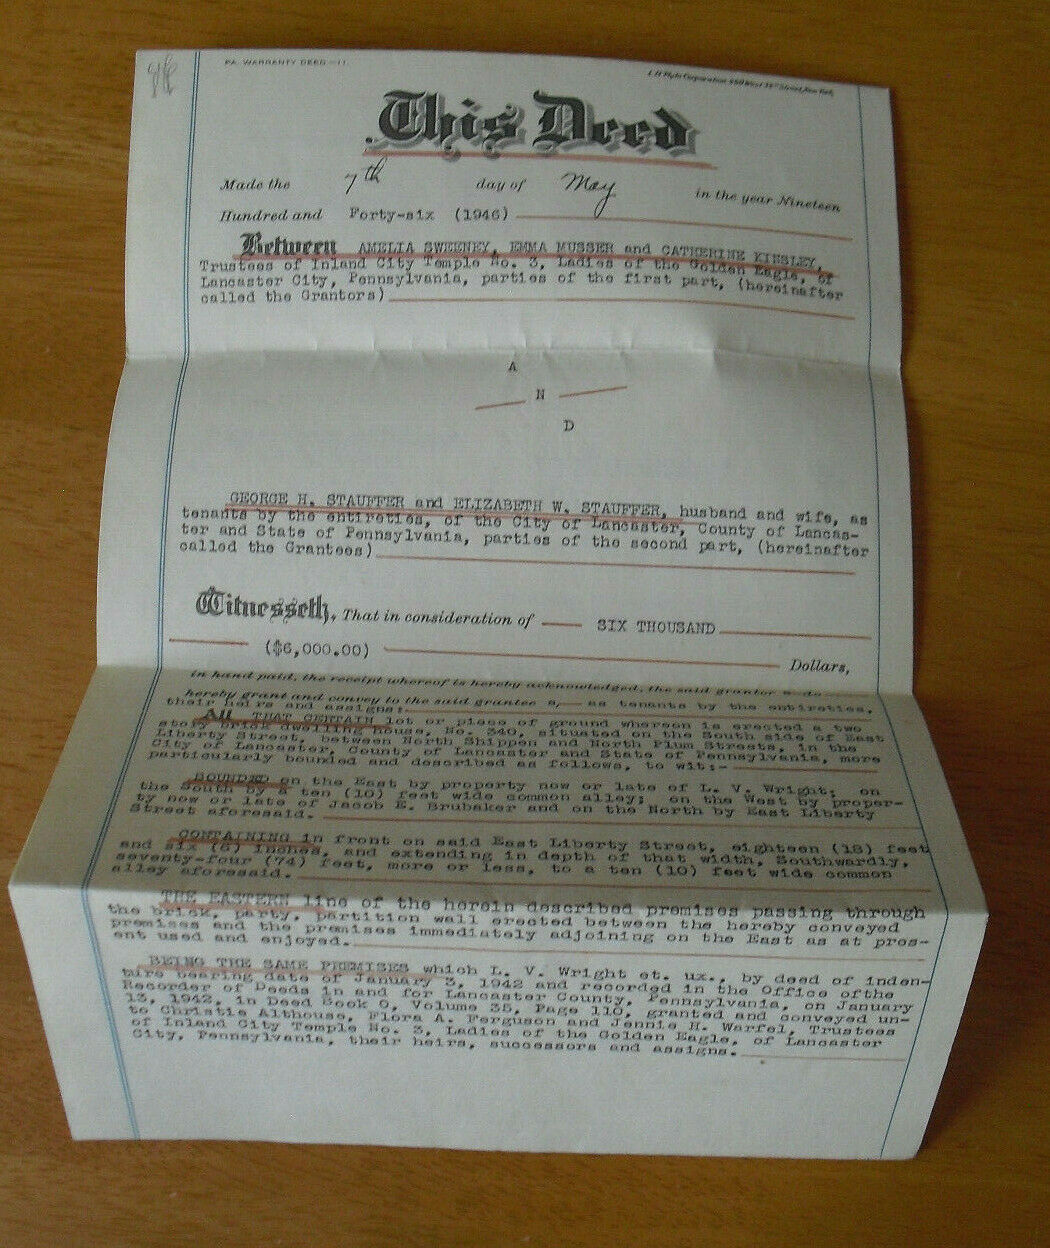 PA. WARRANTY DEED—11
This Deed
Made the 7th day of May in the year Nineteen
Hundred and Forty-six (1946)
Between AMELIA SWEENEY, EMMA MUSSER and CATHERINE KINSLEY,
Trustees of Inland City Temple No. 3, Ladies of the Golden Eagle, of
Lancaster City, Pennsylvania, parties of the first part, (hereinafter
called the Grantors)
A
N
D
GEORGE H. STAUFFER and ELIZABETH W. STAUFFER, husband and wife, as
tenants by the entireties, of the City of Lancaster, County of Lancas-
ter and State of Pennsylvania, parties of the second part, (hereinafter
called the Grantees)
Witnesseth, That in consideration of SIX THOUSAND
($6,000.00) Dollars,
in hand paid, the receipt whereof is hereby acknowledged, the said grantor s do
hereby grant and convey to the said grantee s, as tenants by the entireties,
their heirs and assigns:
All THAT CERTAIN lot or piece of ground whereon is erected a two
story brick dwelling house, No. 340, situated on the South side of East
Liberty Street, between North Shippen and North Plum Streets, in the
City of Lancaster, County of Lancaster and State of Pennsylvania, more
particularly bounded and described as follows, to wit:-
BOUNDED on the East by property now or late of L. V. Wright; on
the South by a ten (10) feet wide common alley; on the West by proper-
ty now or late of Jacob E. Brubaker and on the North by East Liberty
Street aforesaid.
CONTAINING in front on said East Liberty Street, eighteen (18) feet
and six (6) inches, and extending in depth of that width, Southwardly,
seventy-four (74) feet, more or less, to a ten (10) feet wide common
alley aforesaid.
THE EASTERN line of the herein described premises passing through
the brick, party, partition wall erected between the hereby conveyed
premises and the premises immediately adjoining on the East as at pres-
ent used and enjoyed.
BEING THE SAME PREMISES which L. V. Wright et. ux., by deed of inden-
ture bearing date of January 3, 1942 and recorded in the Office ofthe
Recorder of Deeds in and for Lancaster County, Pennsylvania, on January
13, 1942, in Deed Book O, Volume 35, Page 110, granted and conveyed un-
to Christie Althouse, Flora A. Ferguson and Jennie H. Warfel, Trustees
of Inland City Temple No. 3, Ladies of the Golden Eagle, of Lancaster
City, Pennsylvania, their heirs, successors and assigns.